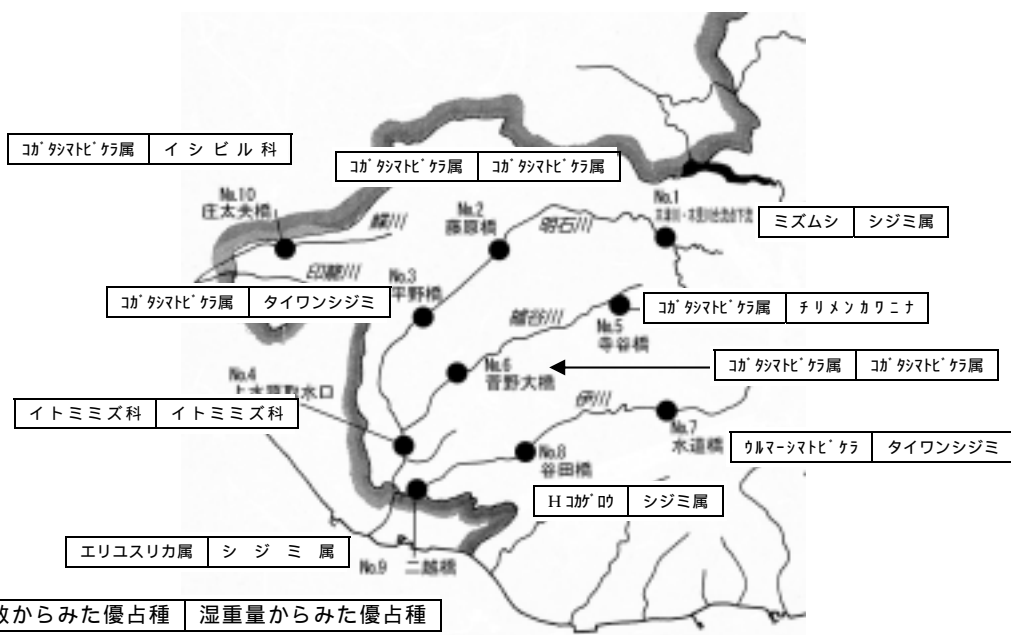 コガタシマトビケラ属 イシビル科
コガタシマトビケラ属 コガタシマトビケラ属
No.10
庄太夫橋
No.2
藤原橋
明石川
No.1
ミズムシ シジミ属
印籠川
No.3
平野橋
コガタシマトビケラ属 タイワンシジミ
櫨谷川
No.5
寺谷橋
コガタシマトビケラ属 チリメンカワニナ
No.6
菅野大橋
コガタシマトビケラ属 コガタシマトビケラ属
No.4
取水口
イトミミズ科 イトミミズ科
伊川
No.7
水道橋
ウルマーシマトビケラ タイワンシジミ
No.8
谷田橋
Hコカゲロウ シジミ属
エリユスリカ属 シジミ属
No.9 二越橋
数からみた優占種 湿重量からみた優占種